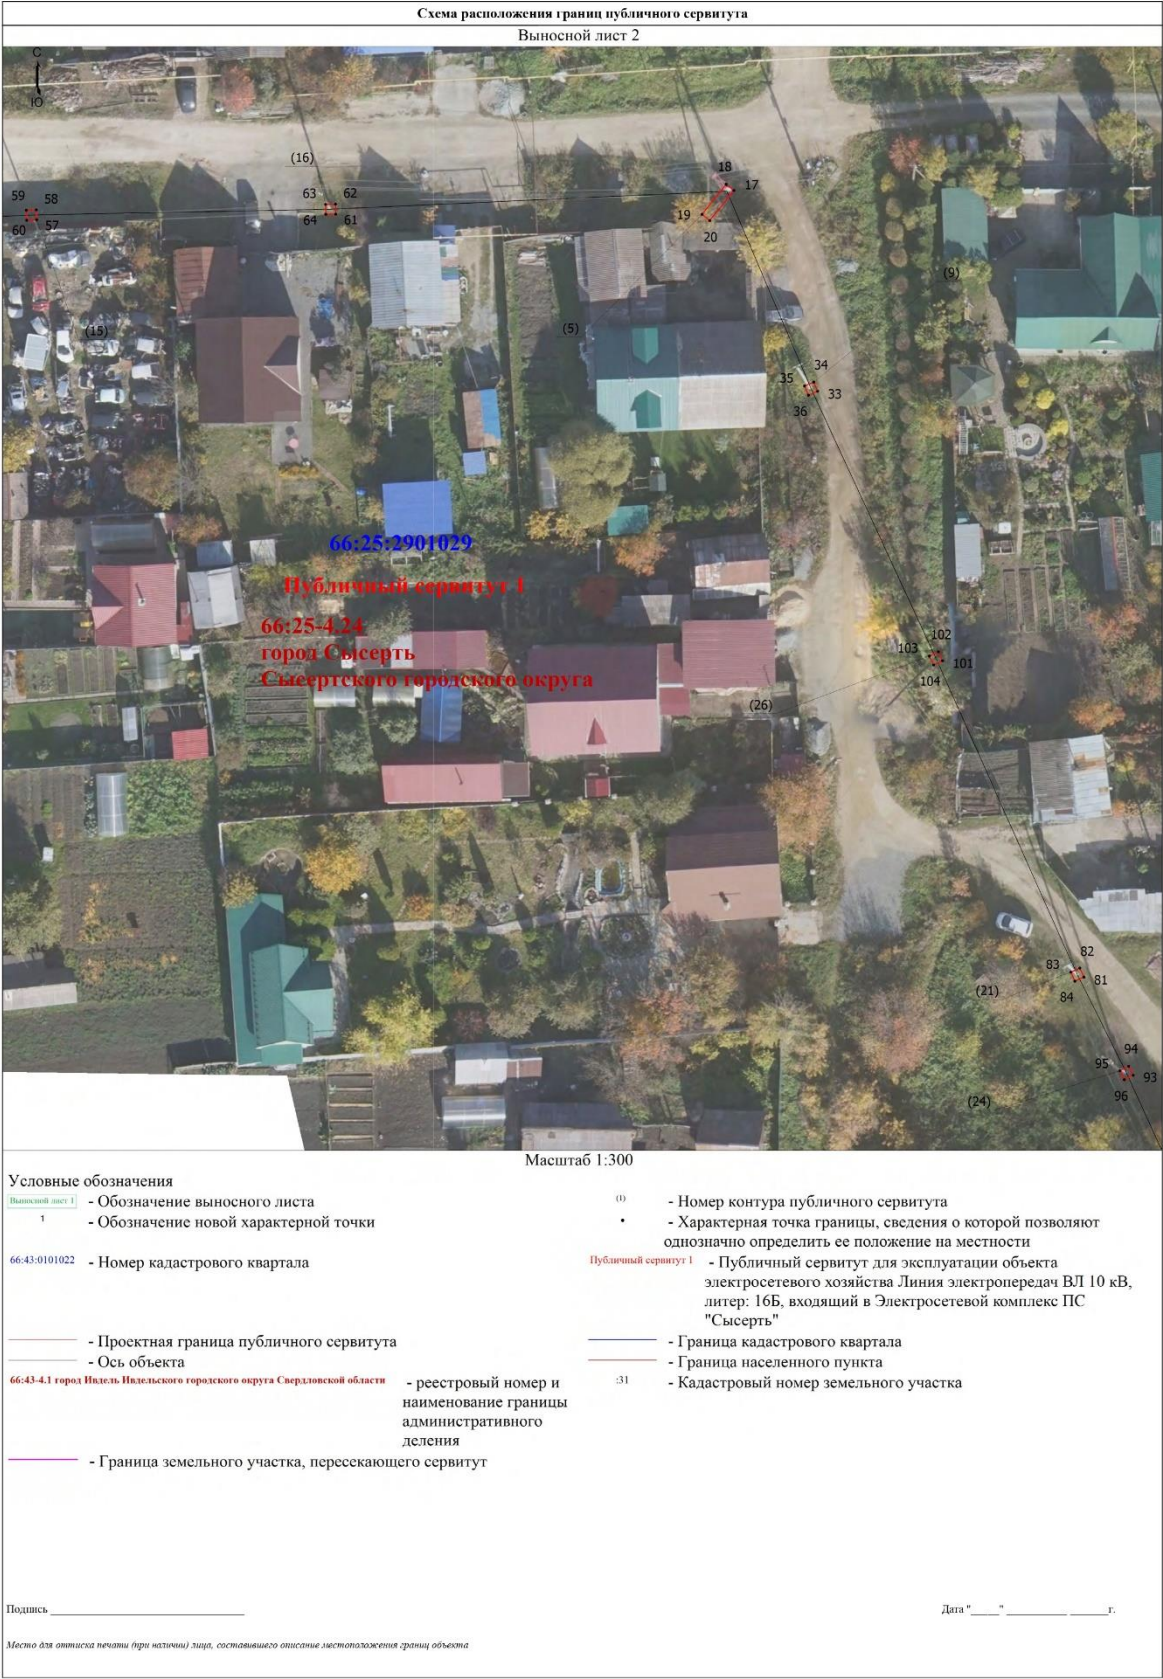 Схема расположения границ публичного сервитута
Выносной лист 2
С
Ю
(16)
18
17
59
58
63
62
60
57
64
61
19
20
(9)
(15)
(5)
34
35
33
36
66:25:2901029
Публичный сервитут 1
66:25-4.24
город Сысерть
Сысертского городского округа
102
103
101
104
(26)
82
83
81
84
(21)
94
95
93
96
(24)
Масштаб 1:300
Условные обозначения
Выносной лист 1 - Обозначение выносного листа
1 - Обозначение новой характерной точки
66:43:0101022 - Номер кадастрового квартала
- Проектная граница публичного сервитута
- Ось объекта
66:43-4.1 город Ивдель Ивдельского городского округа Свердловской области - реестровый номер и
наименование границы
административного
деления
- Граница земельного участка, пересекающего сервитут
(1) - Номер контура публичного сервитута
- Характерная точка границы, сведения о которой позволяют
однозначно определить ее положение на местности
Публичный сервитут 1 - Публичный сервитут для эксплуатации объекта
электросетевого хозяйства Линия электропередач ВЛ 10 кВ,
литер: 16Б, входящий в Электросетевой комплекс ПС
"Сысерть"
- Граница кадастрового квартала
- Граница населенного пункта
:31 - Кадастровый номер земельного участка
Подпись ___________________________________
Дата "_____" ___________ _______г.
Место для оттиска печати (при наличии) лица, составившего описание местоположения границ объекта